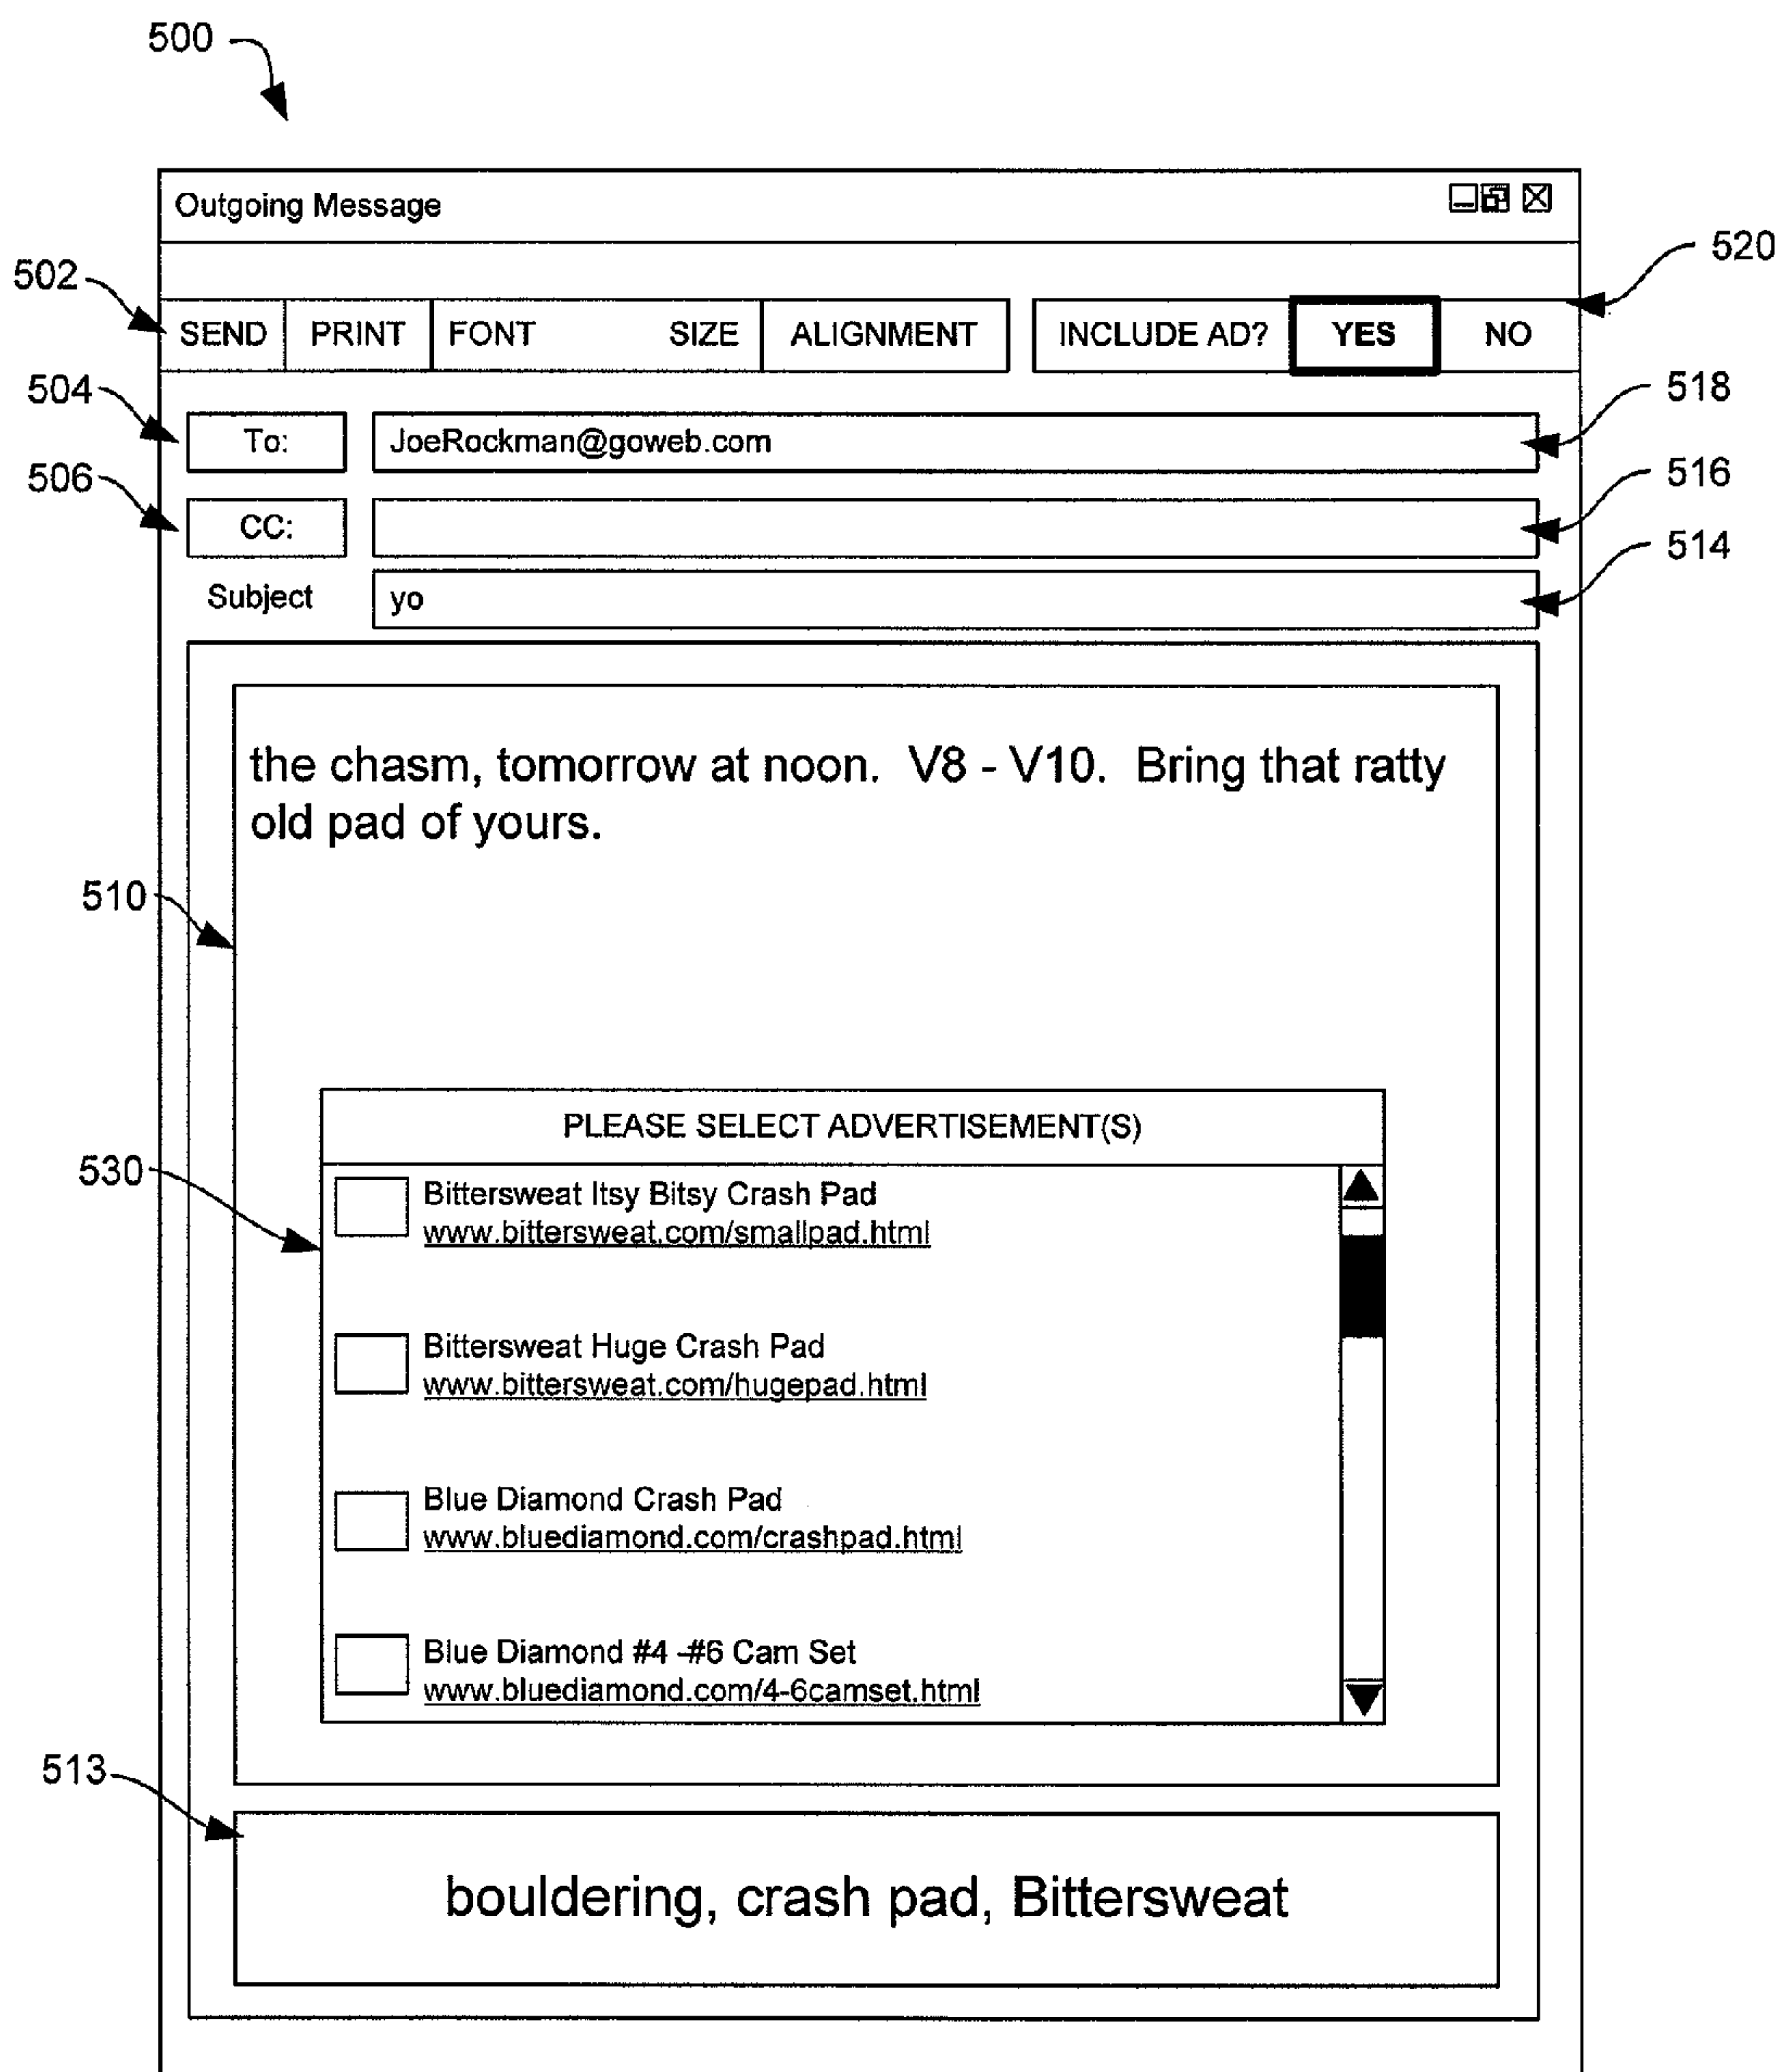 500
Outgoing Message
520
502
SEND PRINT FONT SIZE ALIGNMENT INCLUDE AD? YES NO
504
518
To: JoeRockman@goweb.com
506
516
CC:
514
Subject yo
the chasm, tomorrow at noon. V8 - V10. Bring that ratty
old pad of yours.
510
PLEASE SELECT ADVERTISEMENT(S)
530
Bittersweat Itsy Bitsy Crash Pad
www.bittersweat.com/smallpad.html
Bittersweat Huge Crash Pad
www.bittersweat.com/hugepad.html
Blue Diamond Crash Pad
www.bluediamond.com/crashpad.html
Blue Diamond #4 -#6 Cam Set
www.bluediamond.com/4-6camset.html
513
bouldering, crash pad, Bittersweat